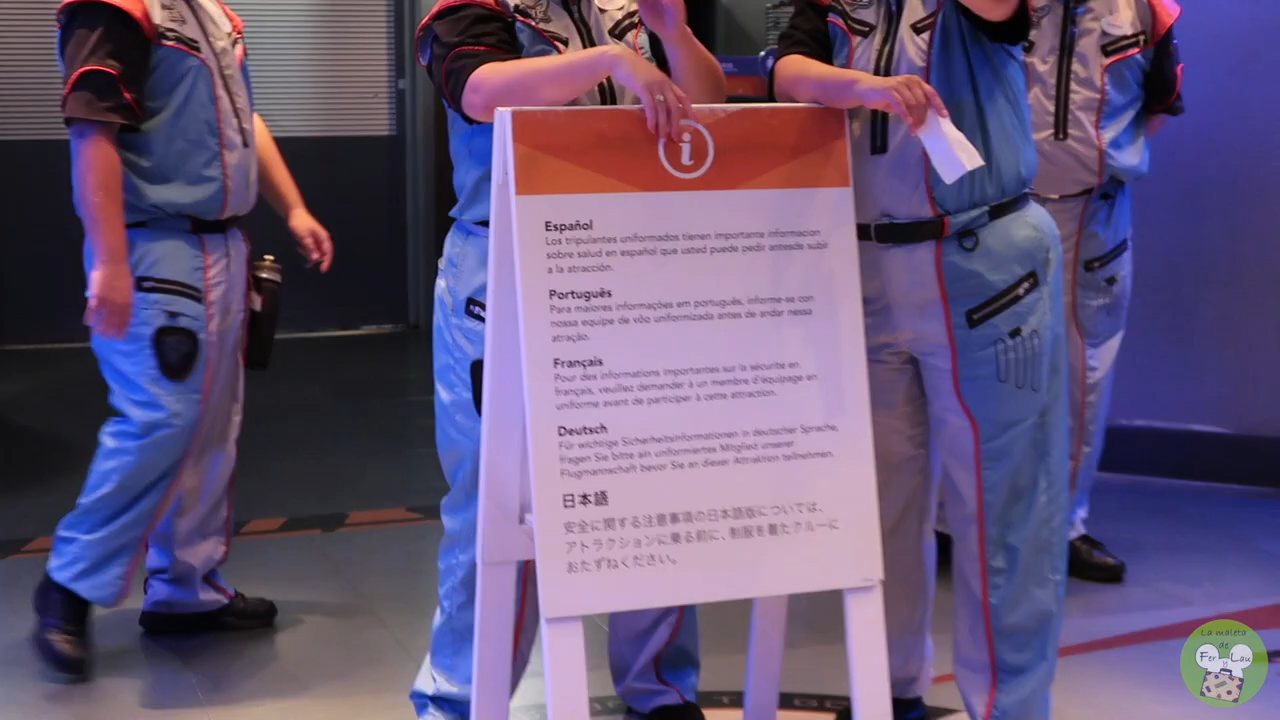 i
Español
Los tripulantes uniformados tienen importante informacion
sobre salud en español que usted puede pedir antesde subir
a la atracción.
Português
Para maiores informações em português, informe-se com
nossa equipe de vôo uniformizada antes de andar nessa
atração.
Français
Pour des informations importantes sur la sécurite en
français, veuillez demander à un membre d'équipage en
uniforme avant de participer à cette attraction.
Deutsch
Für wichtige Sicherheitsinformationen in deutscher Sprache,
fragen Sie bitte ein uniformiertes Mitglied unserer
Flugmannschaft bevor Sie an dieser Attraktion teilnehmen.
日本語
安全に関する注意事項の日本語版については、
アトラクションに乗る前に、制服を着たクルーに
おたずねください。
La maleta
de
Fer y Lau